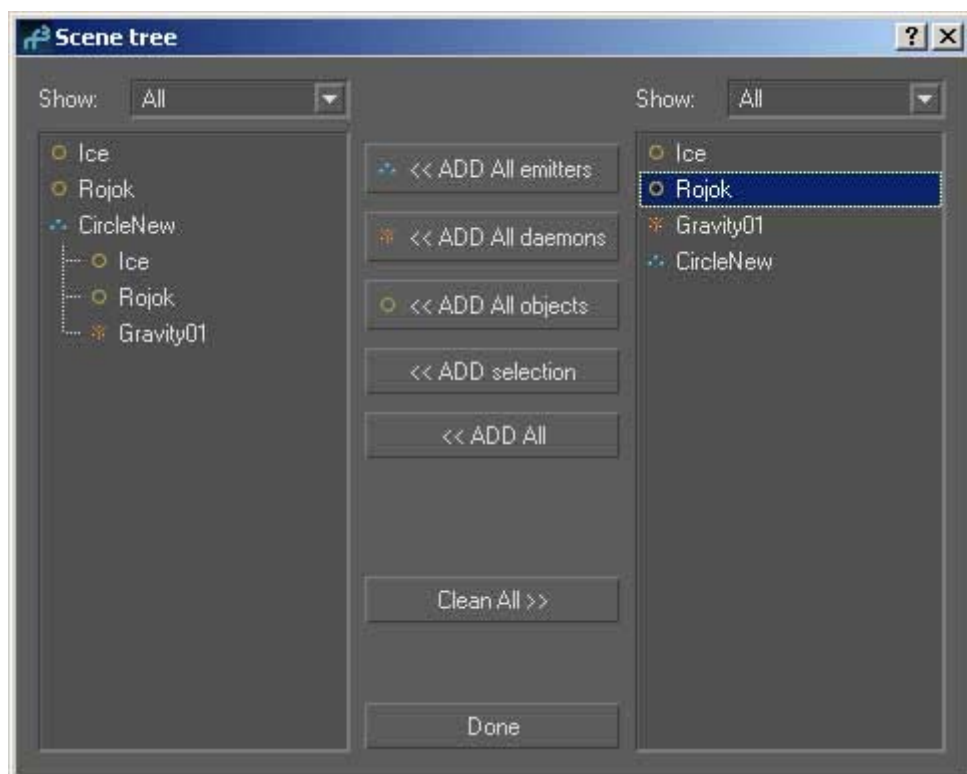 Scene tree
Show: All
Ice
Rojok
CircleNew
Ice
Rojok
Gravity01
<< ADD All emitters
<< ADD All daemons
<< ADD All objects
<< ADD selection
<< ADD All
Clean All >>
Done
Show: All
Ice
Rojok
Gravity01
CircleNew